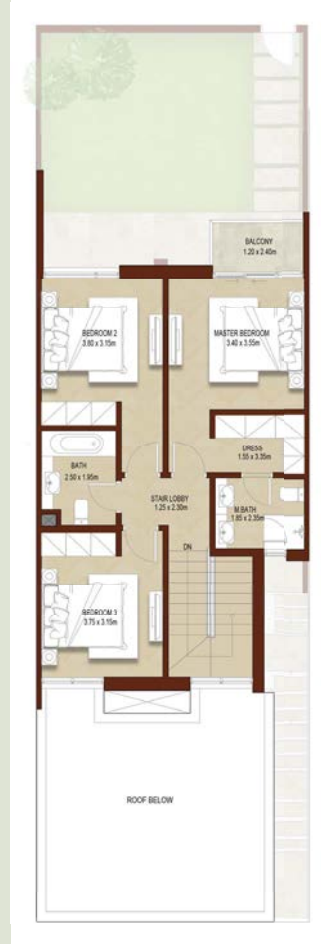 BALCONY
1.20 x 2.40m
BEDROOM 2
3.80 x 3.15m
MASTER BEDROOM
3.40 x 3.55m
DRESS
1.55 x 3.35m
BATH
2.50 x 1.95m
STAIR LOBBY
1.25 x 2.30m
M.BATH
1.85 x 2.35m
DN
BEDROOM 3
3.75 x 3.15m
ROOF BELOW